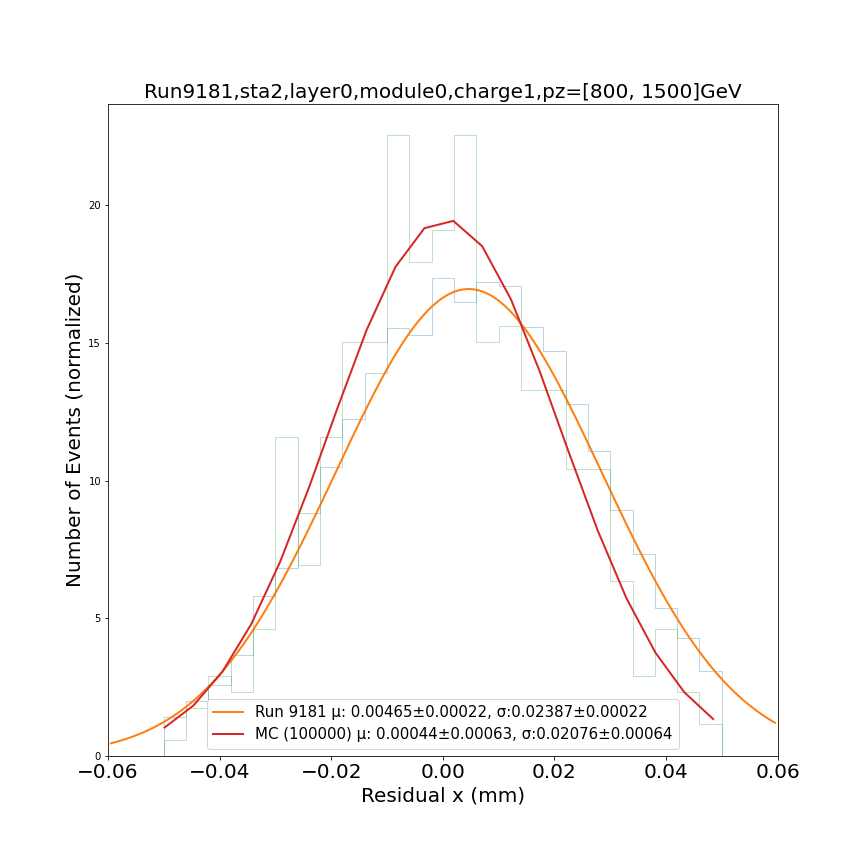 Run9181,sta2,layer0,module0,charge1,pz=[800, 1500]GeV
Number of Events (normalized)
20
15
10
5
0
Run 9181 μ: 0.00465±0.00022, σ:0.02387±0.00022
MC (100000) μ: 0.00044±0.00063, σ:0.02076±0.00064
−0.06 −0.04 −0.02 0.00 0.02 0.04 0.06
Residual x (mm)